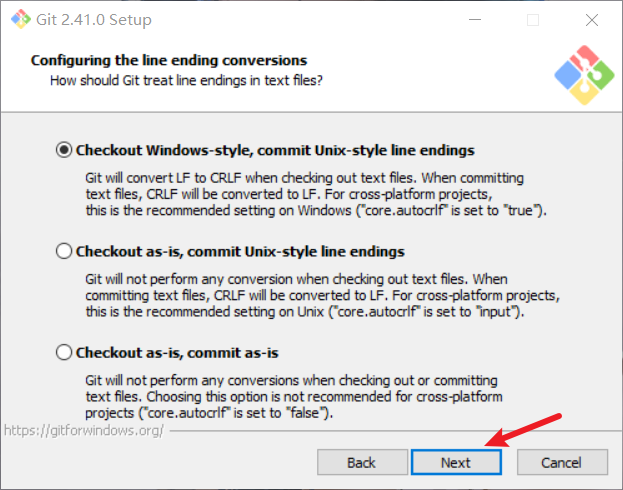 Git 2.41.0 Setup
Configuring the line ending conversions
How should Git treat line endings in text files?
Checkout Windows-style, commit Unix-style line endings
Git will convert LF to CRLF when checking out text files. When committing
text files, CRLF will be converted to LF. For cross-platform projects,
this is the recommended setting on Windows ("core.autocrlf" is set to "true").
Checkout as-is, commit Unix-style line endings
Git will not perform any conversion when checking out text files. When
committing text files, CRLF will be converted to LF. For cross-platform projects,
this is the recommended setting on Unix ("core.autocrlf" is set to "input").
Checkout as-is, commit as-is
Git will not perform any conversions when checking out or committing
text files. Choosing this option is not recommended for cross-platform
projects ("core.autocrlf" is set to "false").
https://gitforwindows.org/
Back
Next
Cancel